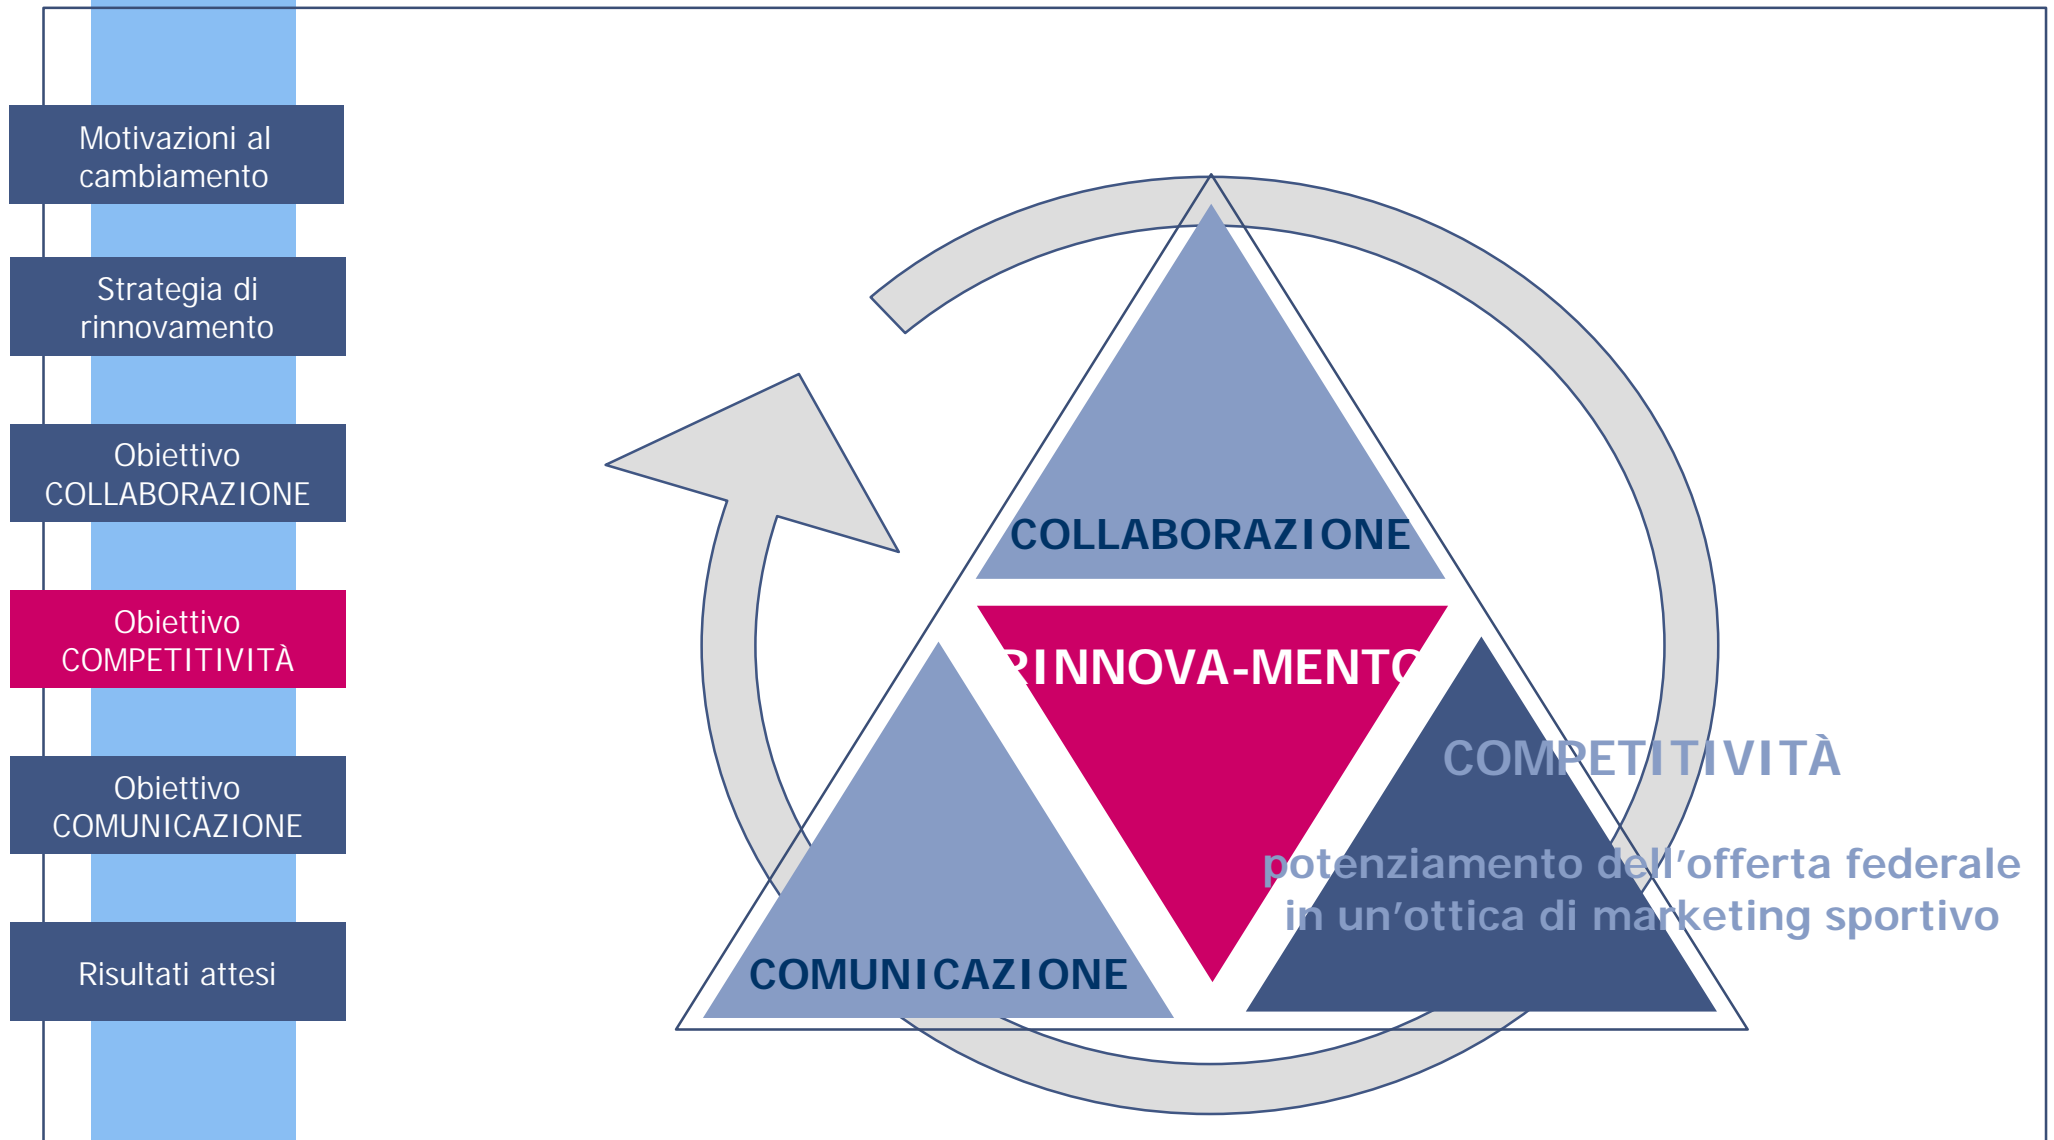 Motivazioni al
cambiamento
Strategia di
rinnovamento
Obiettivo
COLLABORAZIONE
Obiettivo
COMPETITIVITÀ
Obiettivo
COMUNICAZIONE
Risultati attesi
COLLABORAZIONE
RINNOVA-MENTO
COMPETITIVITÀ
potenziamento dell’offerta federale
in un’ottica di marketing sportivo
COMUNICAZIONE